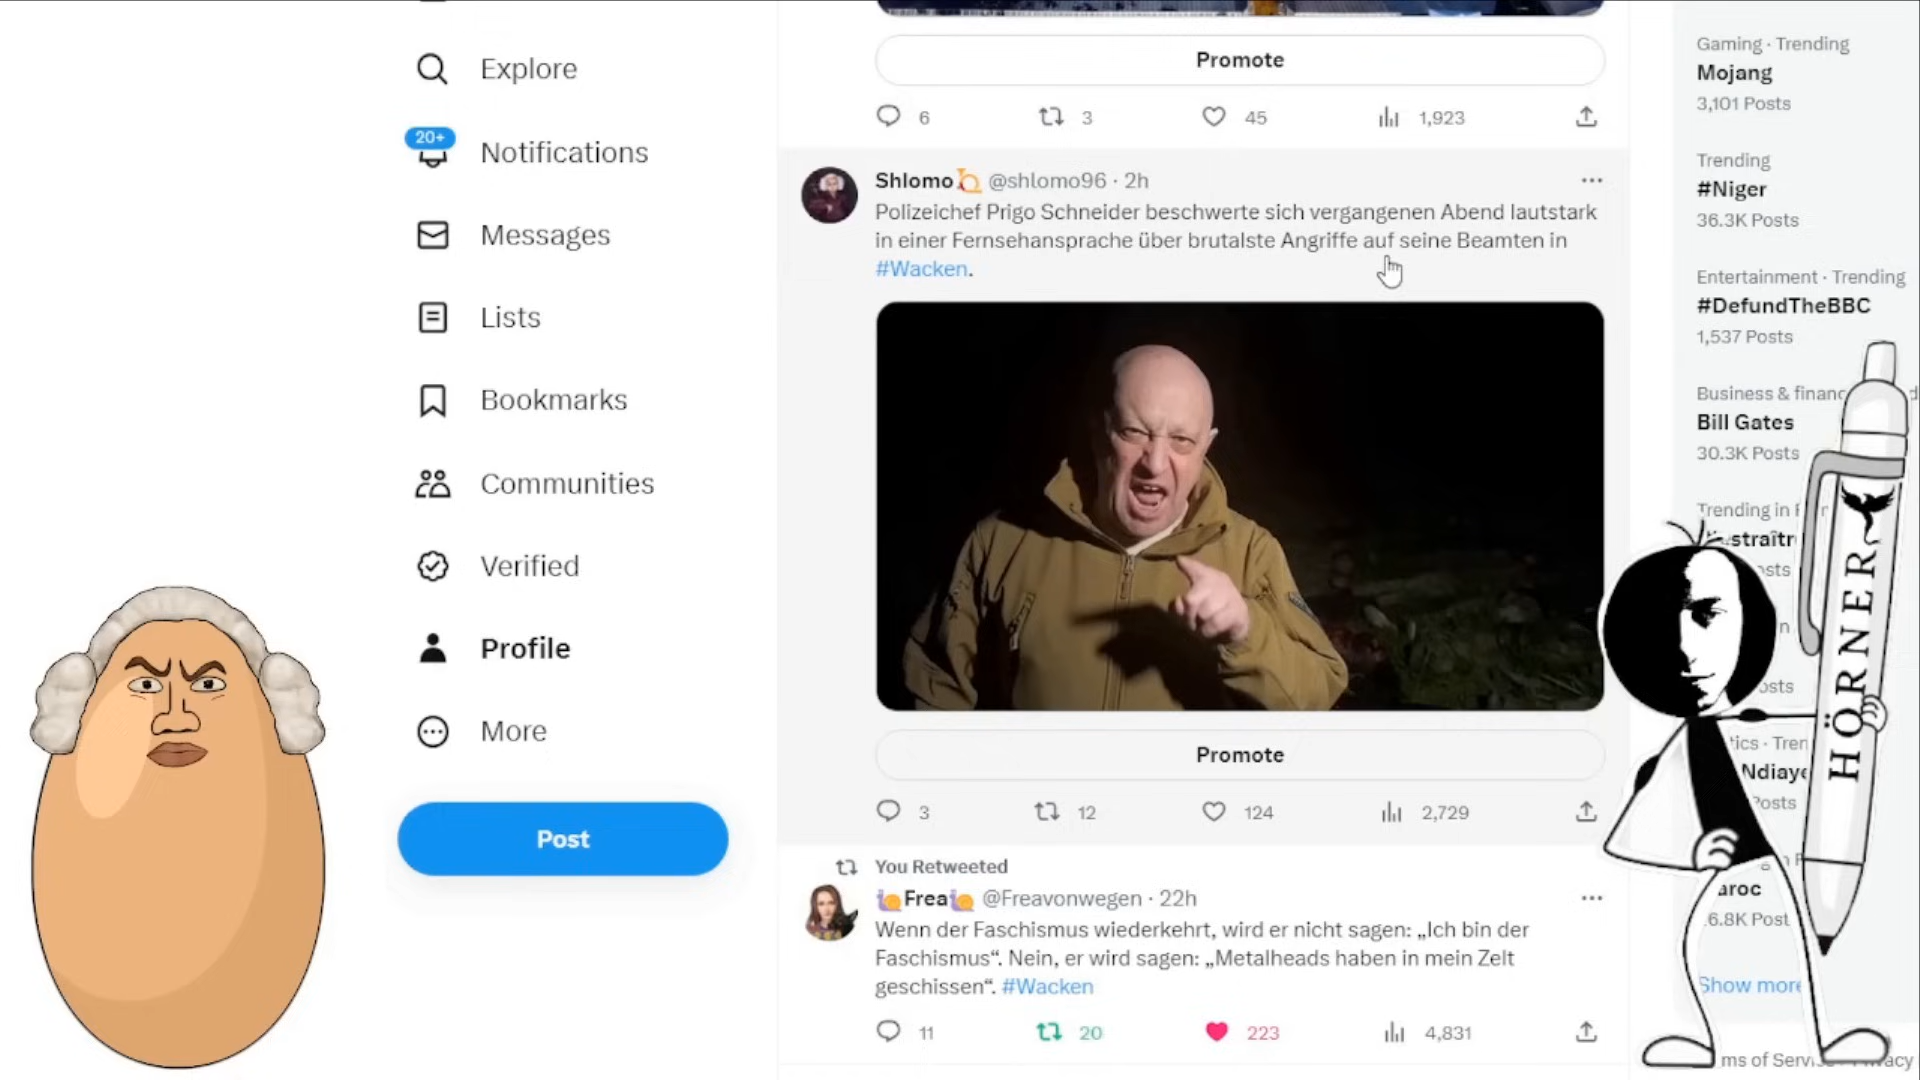 Explore
20+
Notifications
Messages
Lists
Bookmarks
Communities
Verified
Profile
More
Post
Promote
6
3
45
1,923
Shlomo @shlomo96 · 2h
Polizeichef Prigo Schneider beschwerte sich vergangenen Abend lautstark
in einer Fernsehansprache über brutalste Angriffe auf seine Beamten in
#Wacken.
Promote
3
12
124
2,729
You Retweeted
Frea @Freavonwegen · 22h
Wenn der Faschismus wiederkehrt, wird er nicht sagen: „Ich bin der
Faschismus“. Nein, er wird sagen: „Metalheads haben in mein Zelt
geschissen“. #Wacken
11
20
223
4,831
Gaming · Trending
Mojang
3,101 Posts
Trending
#Niger
36.3K Posts
Entertainment · Trending
#DefundTheBBC
1,537 Posts
Business &
Bill Gates
30.3K Posts
Trending in
Show more
HÖRNER